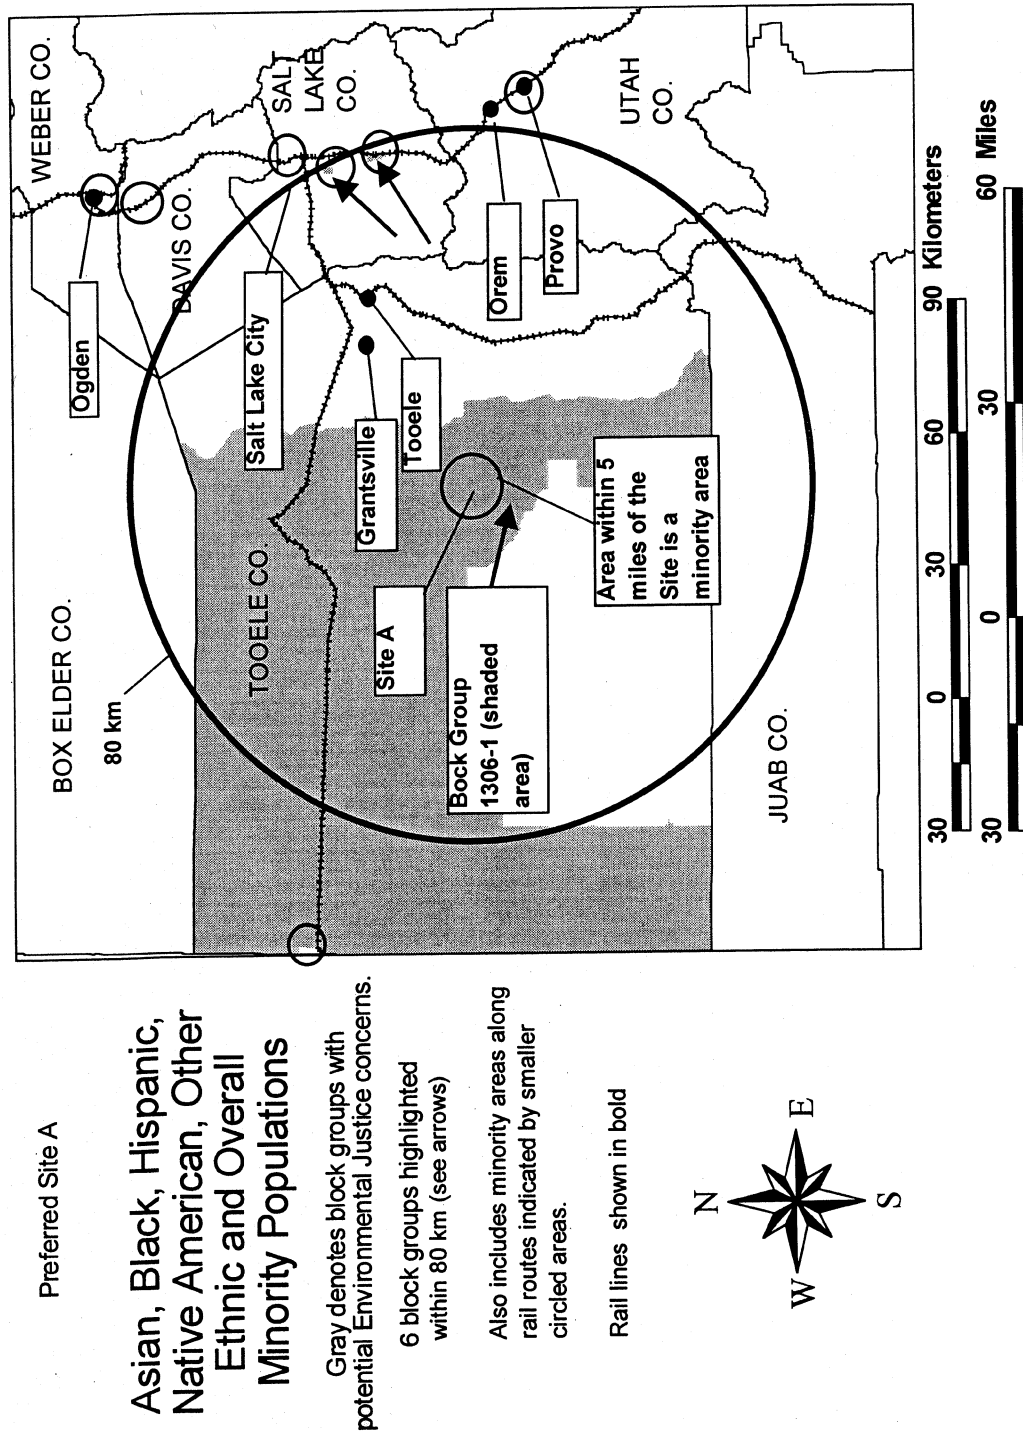 Preferred Site A
Asian, Black, Hispanic,
Native American, Other
Ethnic and Overall
Minority Populations
Gray denotes block groups with
potential Environmental Justice concerns.
6 block groups highlighted
within 80 km (see arrows)
Also includes minority areas along
rail routes indicated by smaller
circled areas.
Rail lines shown in bold
N
W
E
S
BOX ELDER CO.
80 km
WEBER CO.
Ogden
DAVIS CO.
SALT
LAKE
CO.
Salt Lake City
TOOELE CO.
Grantsville
Tooele
Site A
Bock Group
1306-1 (shaded
area)
Orem
Provo
UTAH
CO.
Area within 5
miles of the
Site is a
minority area
JUAB CO.
30 0 30 60 90 Kilometers
30 0 30 60 Miles